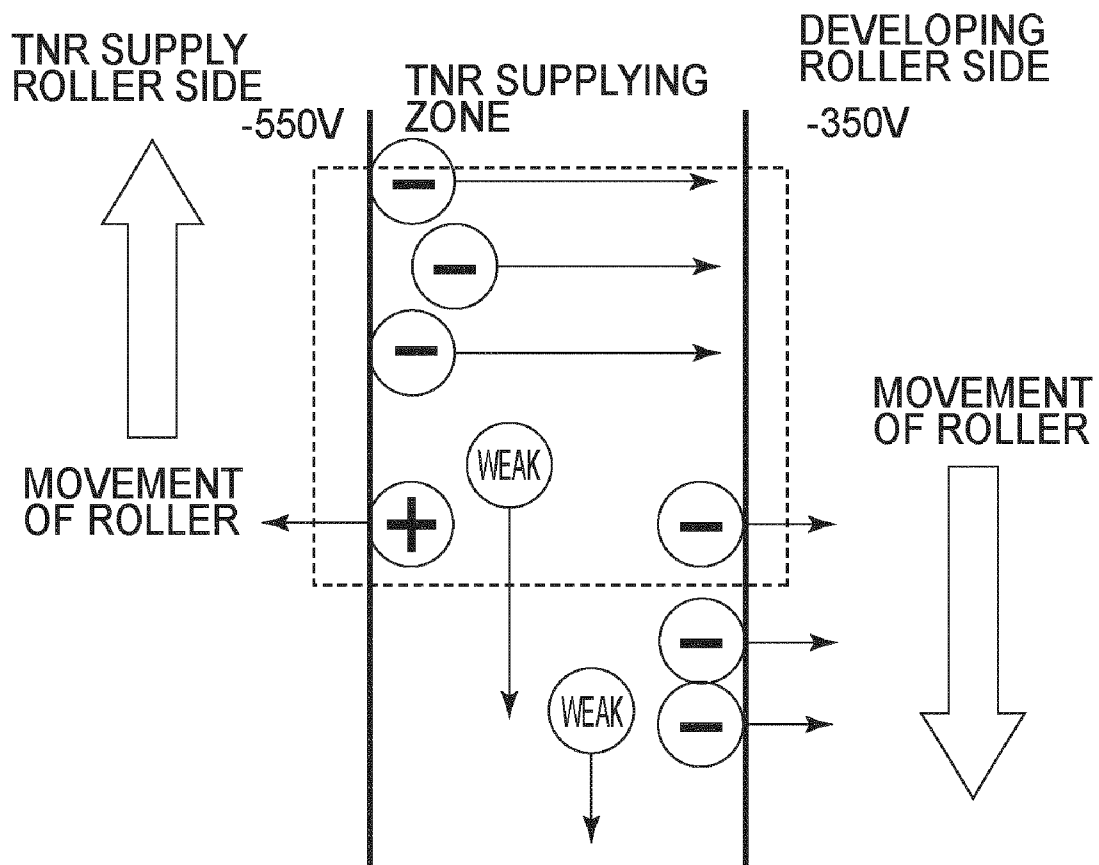 TNR SUPPLY
ROLLER SIDE
-550V
TNR SUPPLYING
ZONE
DEVELOPING
ROLLER SIDE
-350V
−
−
−
WEAK
MOVEMENT
OF ROLLER
MOVEMENT
OF ROLLER
+
−
−
WEAK
−